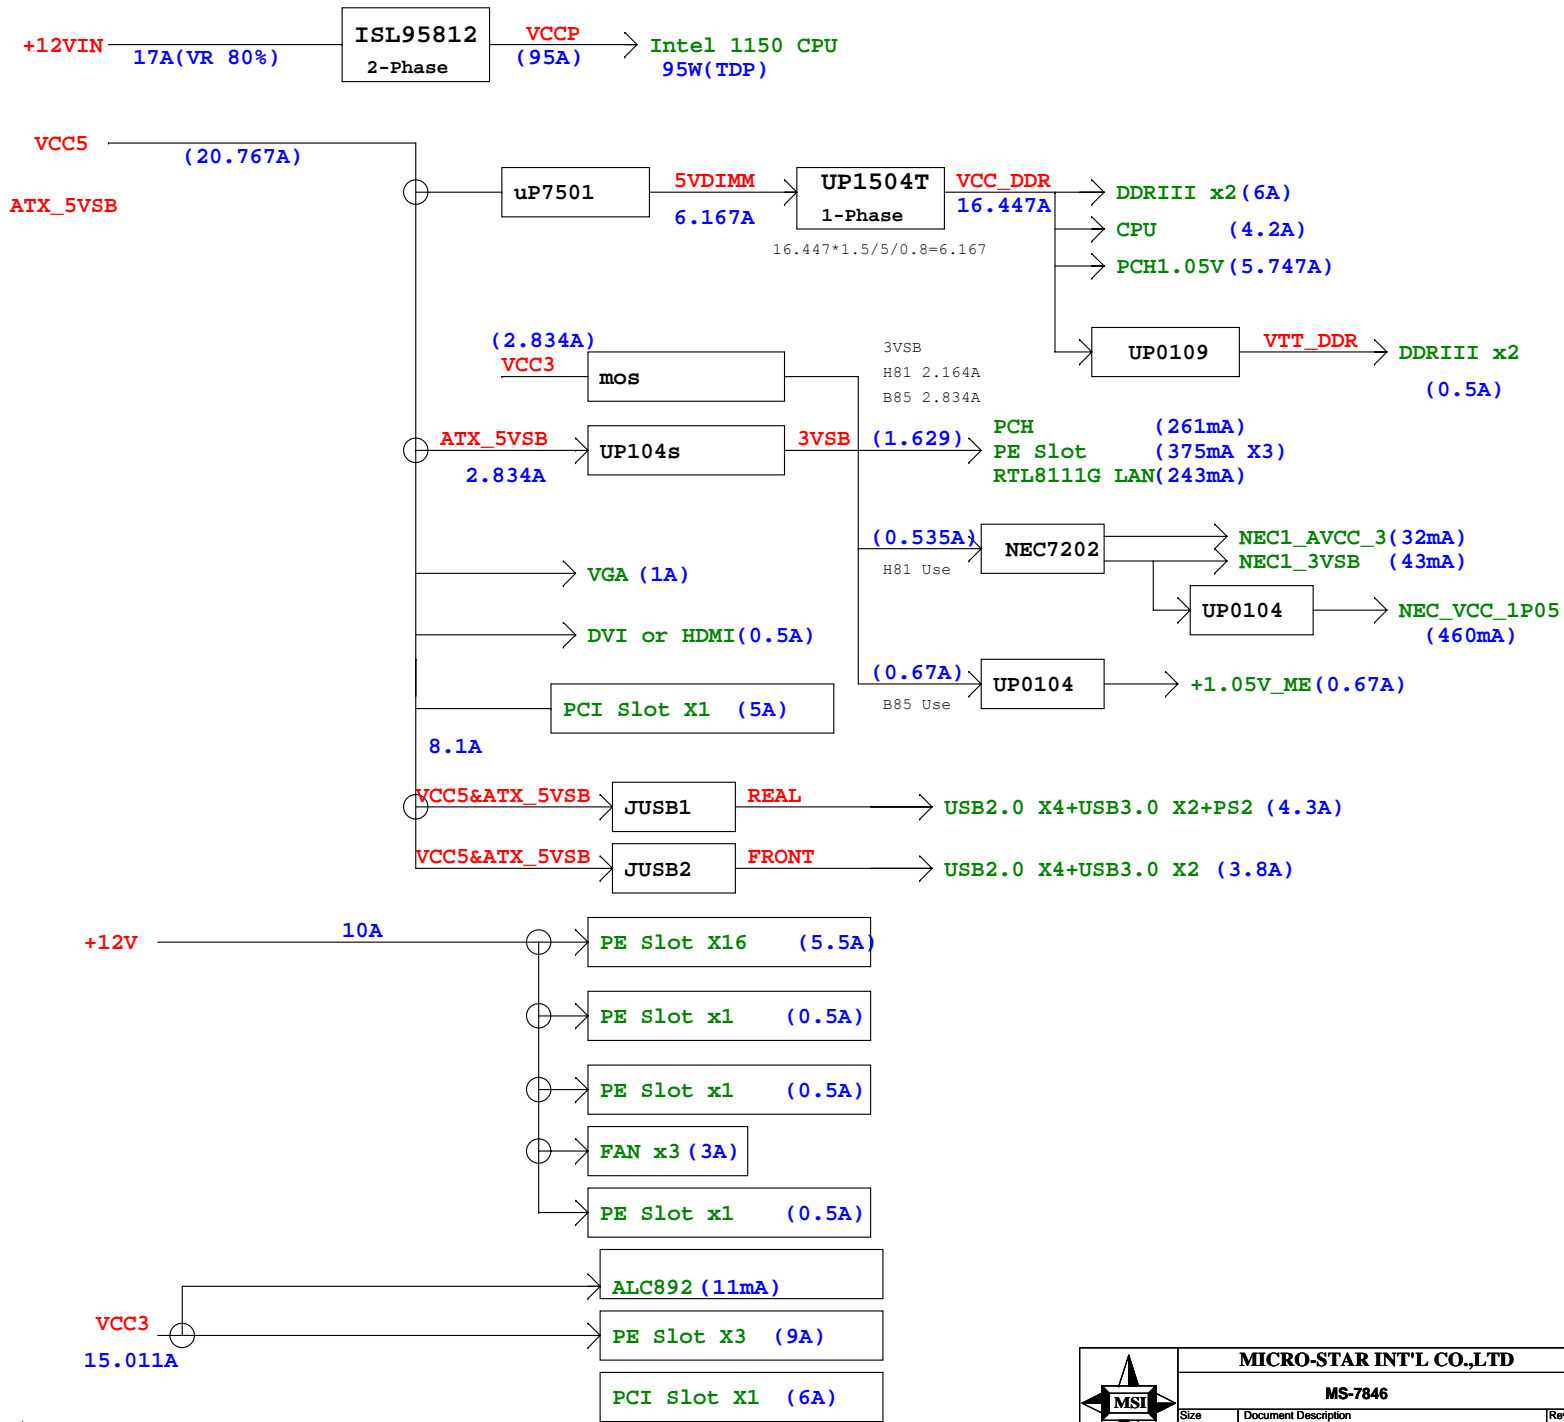 +12VIN
17A(VR 80%)
ISL95812
2-Phase
VCCP
(95A)
Intel 1150 CPU
95W(TDP)
VCC5
(20.767A)
ATX_5VSB
uP7501
5VDIMM
6.167A
UP1504T
1-Phase
VCC_DDR
16.447A
16.447*1.5/5/0.8=6.167
DDRIII x2(6A)
CPU (4.2A)
PCH1.05V(5.747A)
UP0109
VTT_DDR
DDRIII x2
(0.5A)
(2.834A)
VCC3
mos
3VSB
H81 2.164A
B85 2.834A
ATX_5VSB
2.834A
UP104s
3VSB
(1.629)
PCH (261mA)
PE Slot (375mA X3)
RTL8111G LAN(243mA)
(0.535A)
H81 Use
NEC7202
NEC1_AVCC_3(32mA)
NEC1_3VSB (43mA)
UP0104
NEC_VCC_1P05
(460mA)
VGA (1A)
DVI or HDMI(0.5A)
(0.67A)
B85 Use
UP0104
+1.05V_ME(0.67A)
PCI Slot X1 (5A)
8.1A
VCC5&ATX_5VSB
JUSB1
REAL
USB2.0 X4+USB3.0 X2+PS2 (4.3A)
VCC5&ATX_5VSB
JUSB2
FRONT
USB2.0 X4+USB3.0 X2 (3.8A)
+12V
10A
PE Slot X16 (5.5A)
PE Slot x1 (0.5A)
PE Slot x1 (0.5A)
FAN x3(3A)
PE Slot x1 (0.5A)
ALC892(11mA)
VCC3
15.011A
PE Slot X3 (9A)
PCI Slot X1 (6A)
MSI
MICRO-STAR INT'L CO.,LTD
MS-7846
Size
Document Description